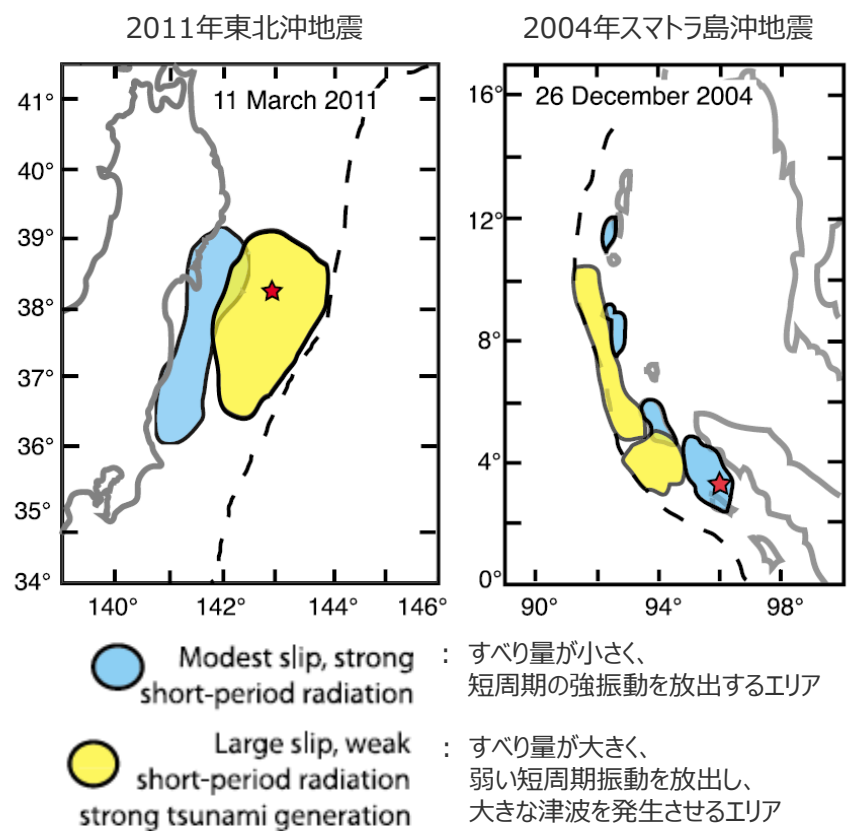 2011年東北沖地震
2004年スマトラ島沖地震
11 March 2011
41°
40°
39°
38°
37°
36°
35°
34°
140°
142°
144°
146°
26 December 2004
16°
12°
8°
4°
0°
90°
94°
98°
Modest slip, strong
short-period radiation
: すべり量が小さく、
短周期の強振動を放出するエリア
Large slip, weak
short-period radiation
strong tsunami generation
: すべり量が大きく、
弱い短周期振動を放出し、
大きな津波を発生させるエリア